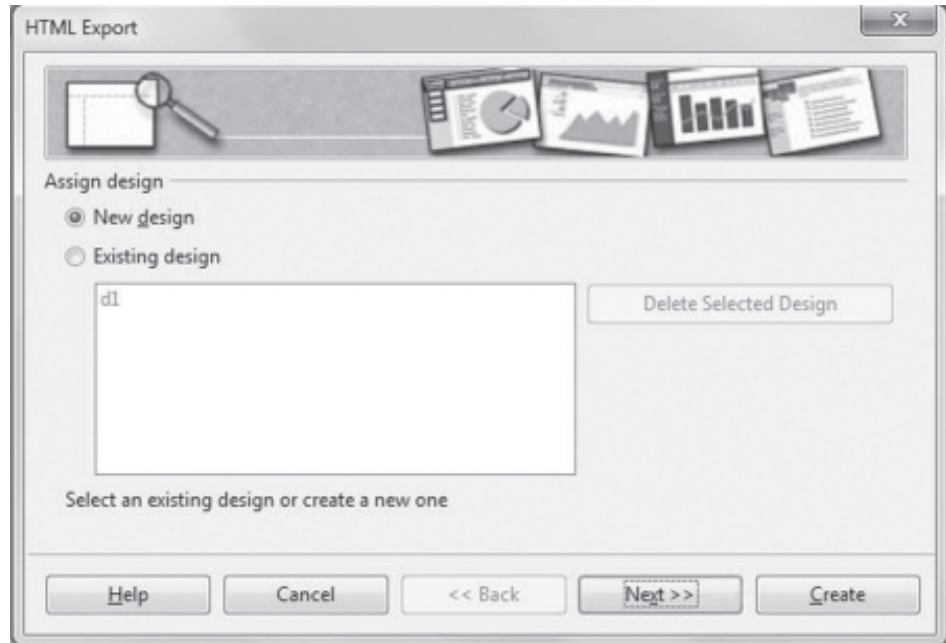 HTML Export
x
Assign design
New design
Existing design
d1
Delete Selected Design
Select an existing design or create a new one
Help
Cancel
<< Back
Next >>
Create